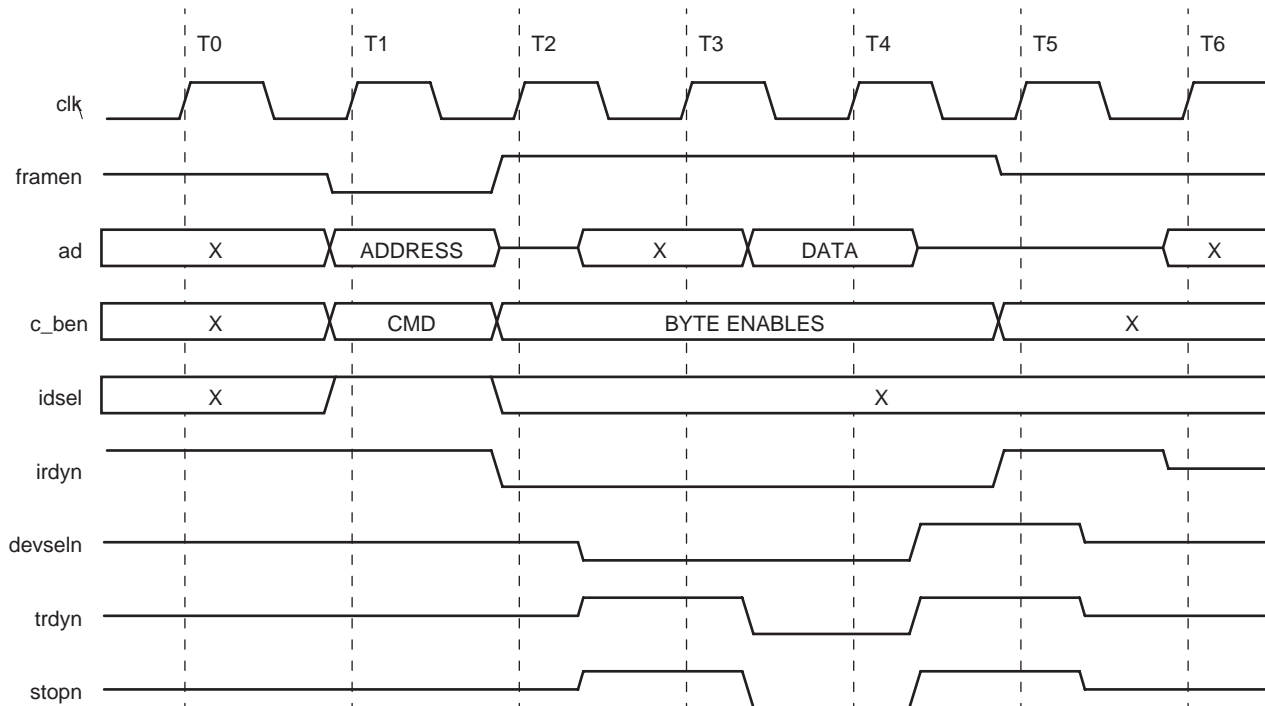 T0 T1 T2 T3 T4 T5 T6
clk
framen
ad X ADDRESS X DATA X
c_ben X CMD BYTE ENABLES X
idsel X X
irdyn
devseln
trdyn
stopn